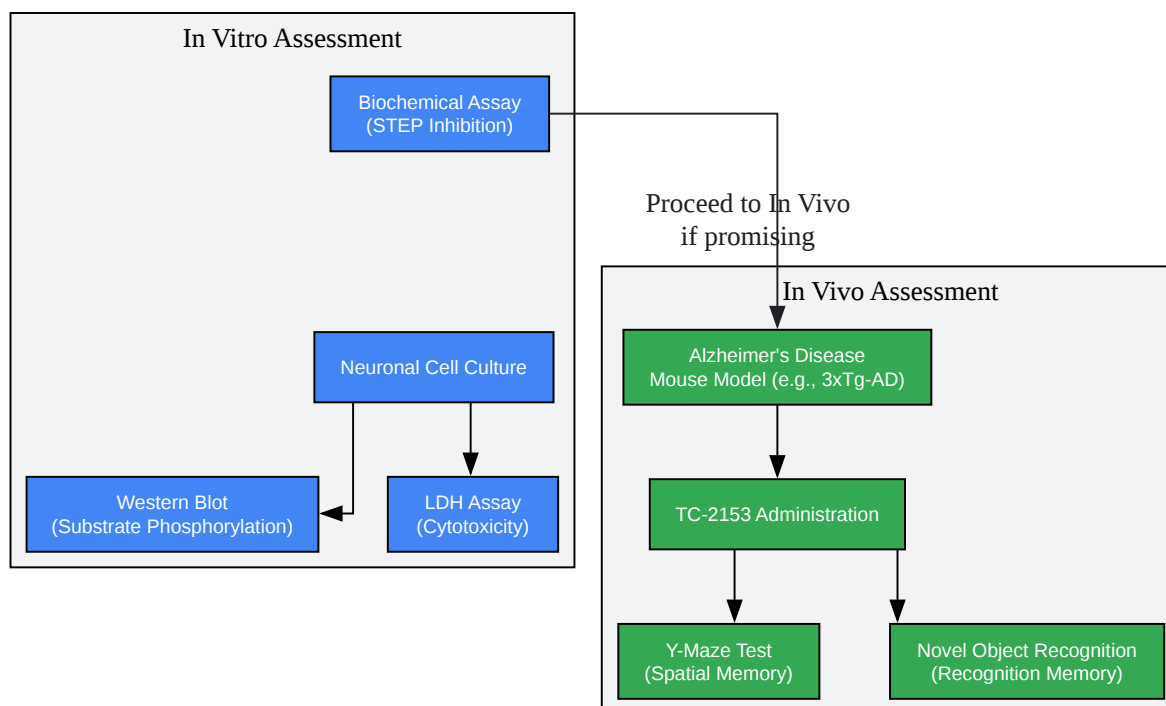 In Vitro Assessment
Biochemical Assay
(STEP Inhibition)
Proceed to In Vivo
if promising
In Vivo Assessment
Neuronal Cell Culture
Alzheimer's Disease
Mouse Model (e.g., 3xTg-AD)
Western Blot
(Substrate Phosphorylation)
LDH Assay
(Cytotoxicity)
TC-2153 Administration
Y-Maze Test
(Spatial Memory)
Novel Object Recognition
(Recognition Memory)